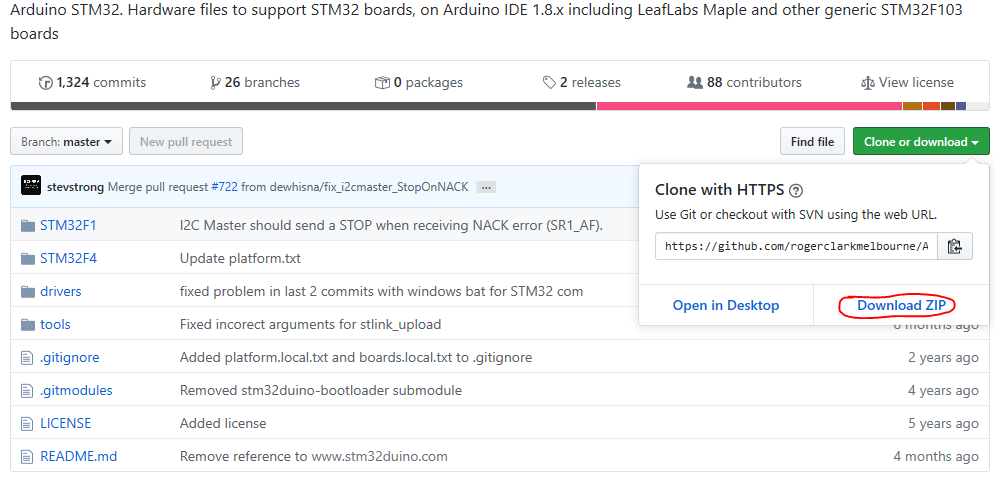 Arduino STM32. Hardware files to support STM32 boards, on Arduino IDE 1.8.x including LeafLabs Maple and other generic STM32F103
boards
1,324 commits 26 branches 0 packages 2 releases 88 contributors View license
Branch: master New pull request Find file Clone or download
stevstrong Merge pull request #722 from dewhisna/fix_i2cmaster_StopOnNACK ...
Clone with HTTPS ?
Use Git or checkout with SVN using the web URL.
https://github.com/rogerclarkmelbourne/A
Open in Desktop Download ZIP
STM32F1 I2C Master should send a STOP when receiving NACK error (SR1_AF).
STM32F4 Update platform.txt
drivers fixed problem in last 2 commits with windows bat for STM32 com
tools Fixed incorect arguments for stlink_upload 6 months ago
.gitignore Added platform.local.txt and boards.local.txt to .gitignore 2 years ago
.gitmodules Removed stm32duino-bootloader submodule 4 years ago
LICENSE Added license 5 years ago
README.md Remove reference to www.stm32duino.com 4 months ago